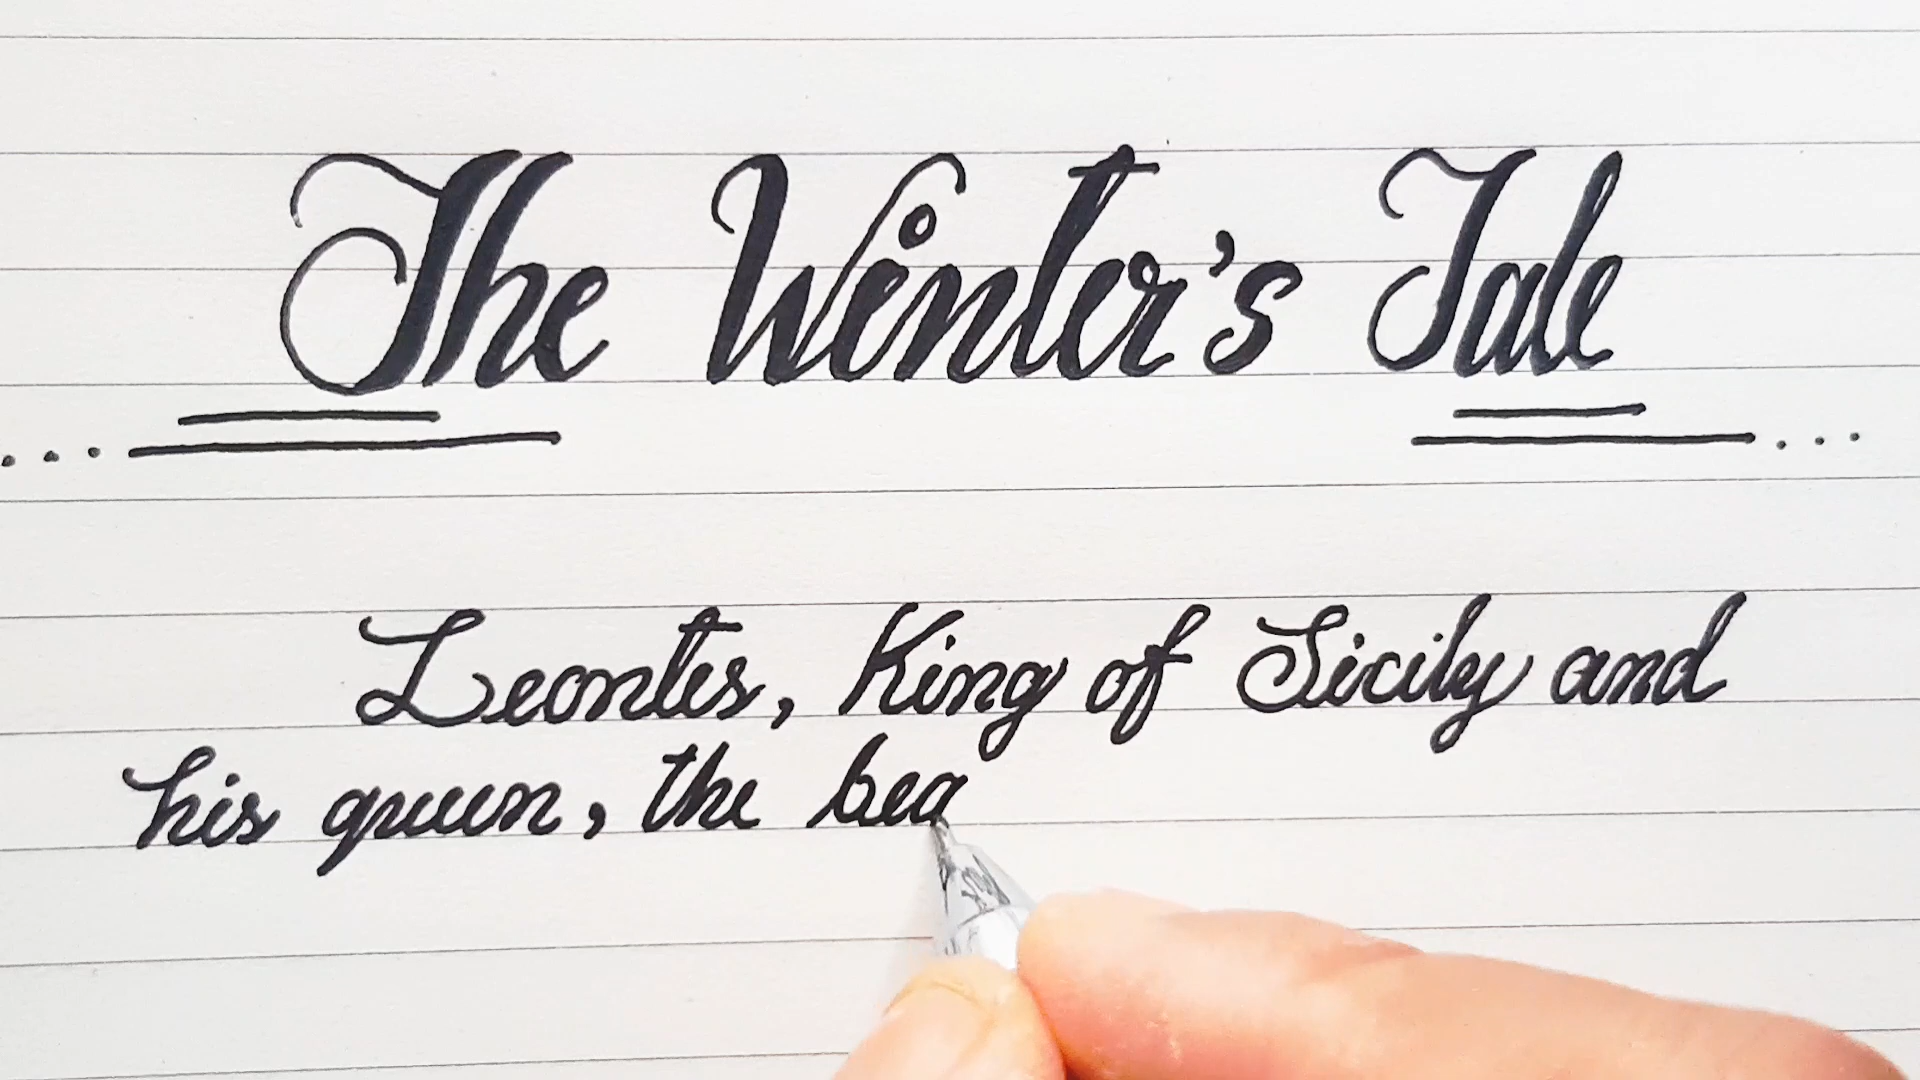 The Winter's Tale
Leontes, King of Sicily and
his queen, the bea